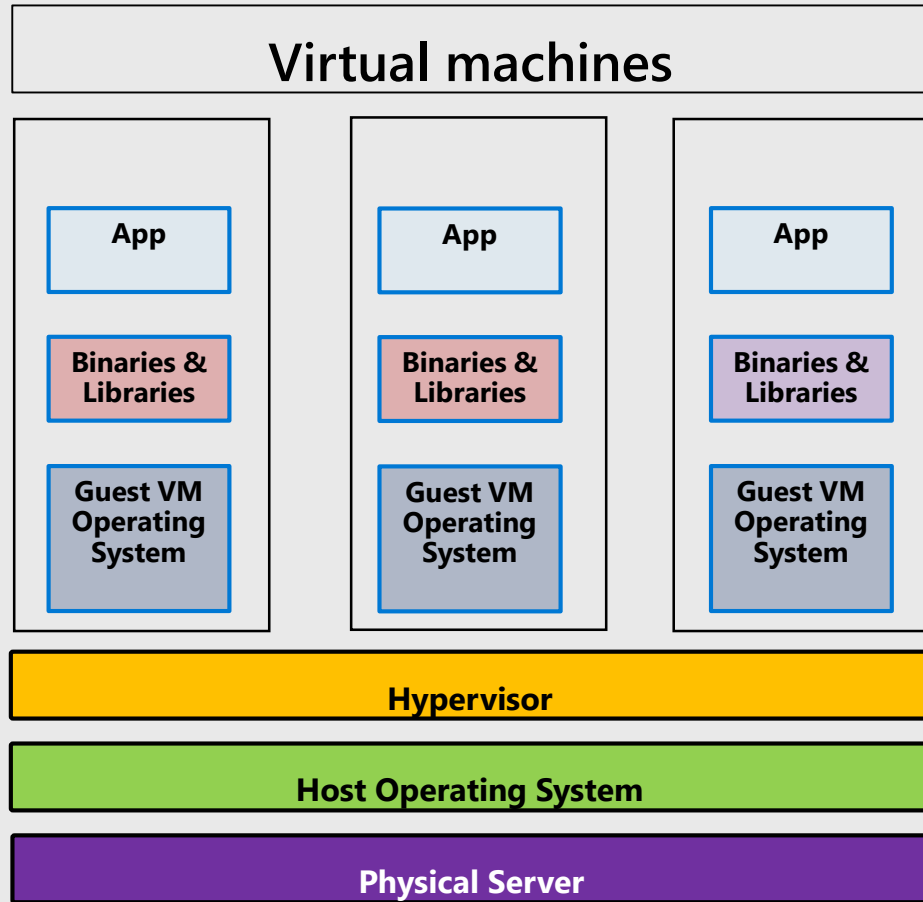 Virtual machines
App
App
App
Binaries &
Libraries
Binaries &
Libraries
Binaries &
Libraries
Guest VM
Operating
System
Guest VM
Operating
System
Guest VM
Operating
System
Hypervisor
Host Operating System
Physical Server